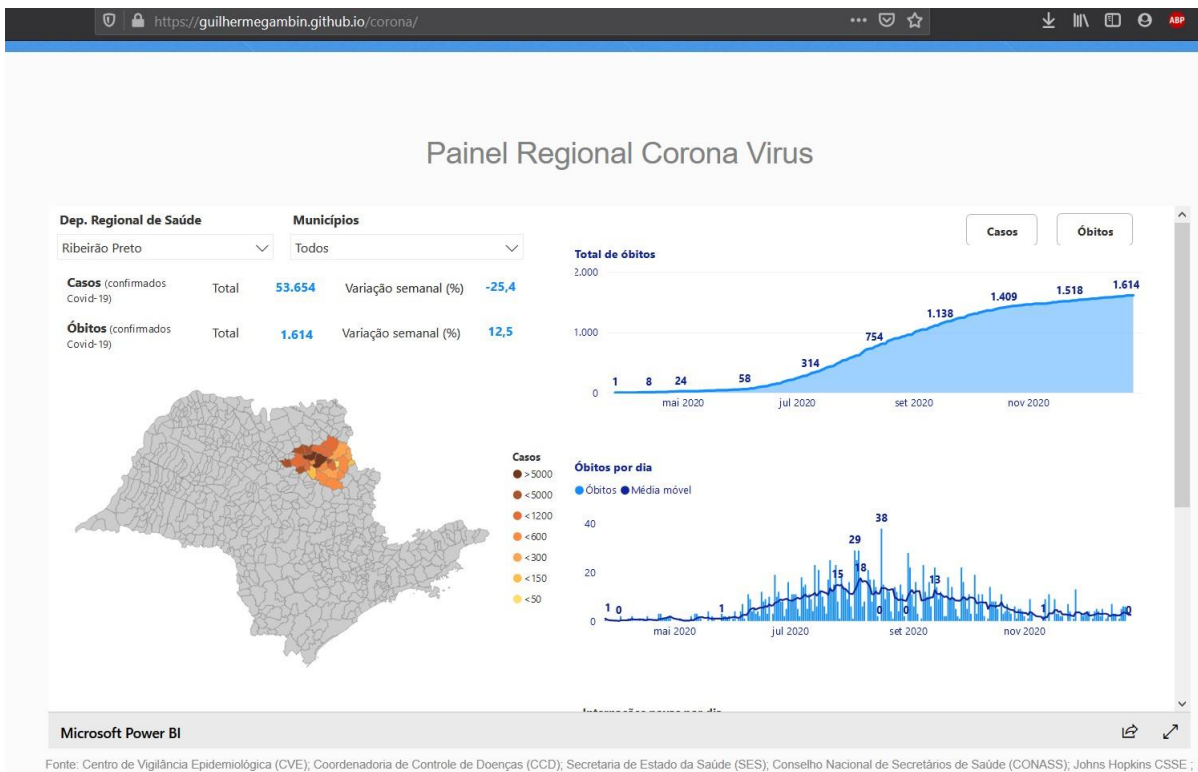 https://guilhermegambin.github.io/corona/
ABP
Painel Regional Corona Virus
Dep. Regional de Saúde
Municípios
Ribeirão Preto
Todos
Casos (confirmados
Covid-19)
Total
53.654
Variação semanal (%)
-25,4
Óbitos (confirmados
Covid-19)
Total
1.614
Variação semanal (%)
12,5
Casos
>5000
<5000
<1200
<600
<300
<150
<50
Casos
Óbitos
Total de óbitos
2.000
1.000
0
1
8
24
58
314
754
1.138
1.409
1.518
1.614
mai 2020
jul 2020
set 2020
nov 2020
Óbitos por dia
Óbitos
Média móvel
40
20
0
1
0
1
15
29
18
38
0
0
13
1
0
mai 2020
jul 2020
set 2020
nov 2020
Microsoft Power BI
Fonte: Centro de Vigilância Epidemiológica (CVE); Coordenadoria de Controle de Doenças (CCD); Secretaria de Estado da Saúde (SES); Conselho Nacional de Secretários de Saúde (CONASS); Johns Hopkins CSSE ;